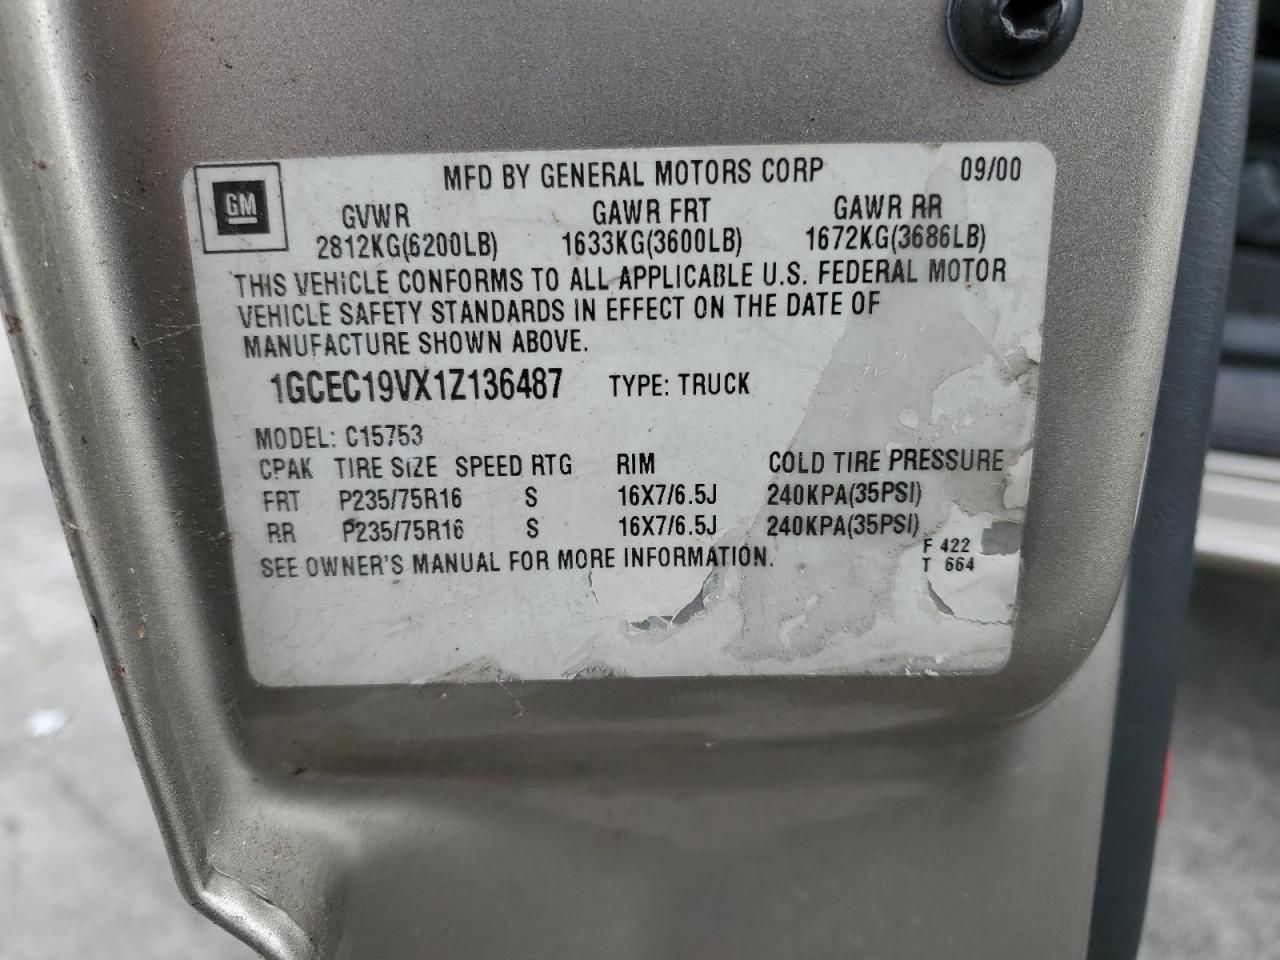 MFD BY GENERAL MOTORS CORP 09/00
GM
GVWR GAWR FRT GAWR RR
2812KG(6200LB) 1633KG(3600LB) 1672KG(3686LB)
THIS VEHICLE CONFORMS TO ALL APPLICABLE U.S. FEDERAL MOTOR
VEHICLE SAFETY STANDARDS IN EFFECT ON THE DATE OF
MANUFACTURE SHOWN ABOVE.
1GCEC19VX1Z136487 TYPE: TRUCK
MODEL: C15753
CPAK TIRE SIZE SPEED RTG RIM COLD TIRE PRESSURE
FRT P235/75R16 S 16X7/6.5J 240KPA(35PSI)
RR P235/75R16 S 16X7/6.5J 240KPA(35PSI)
SEE OWNER'S MANUAL FOR MORE INFORMATION.
F 422
T 664